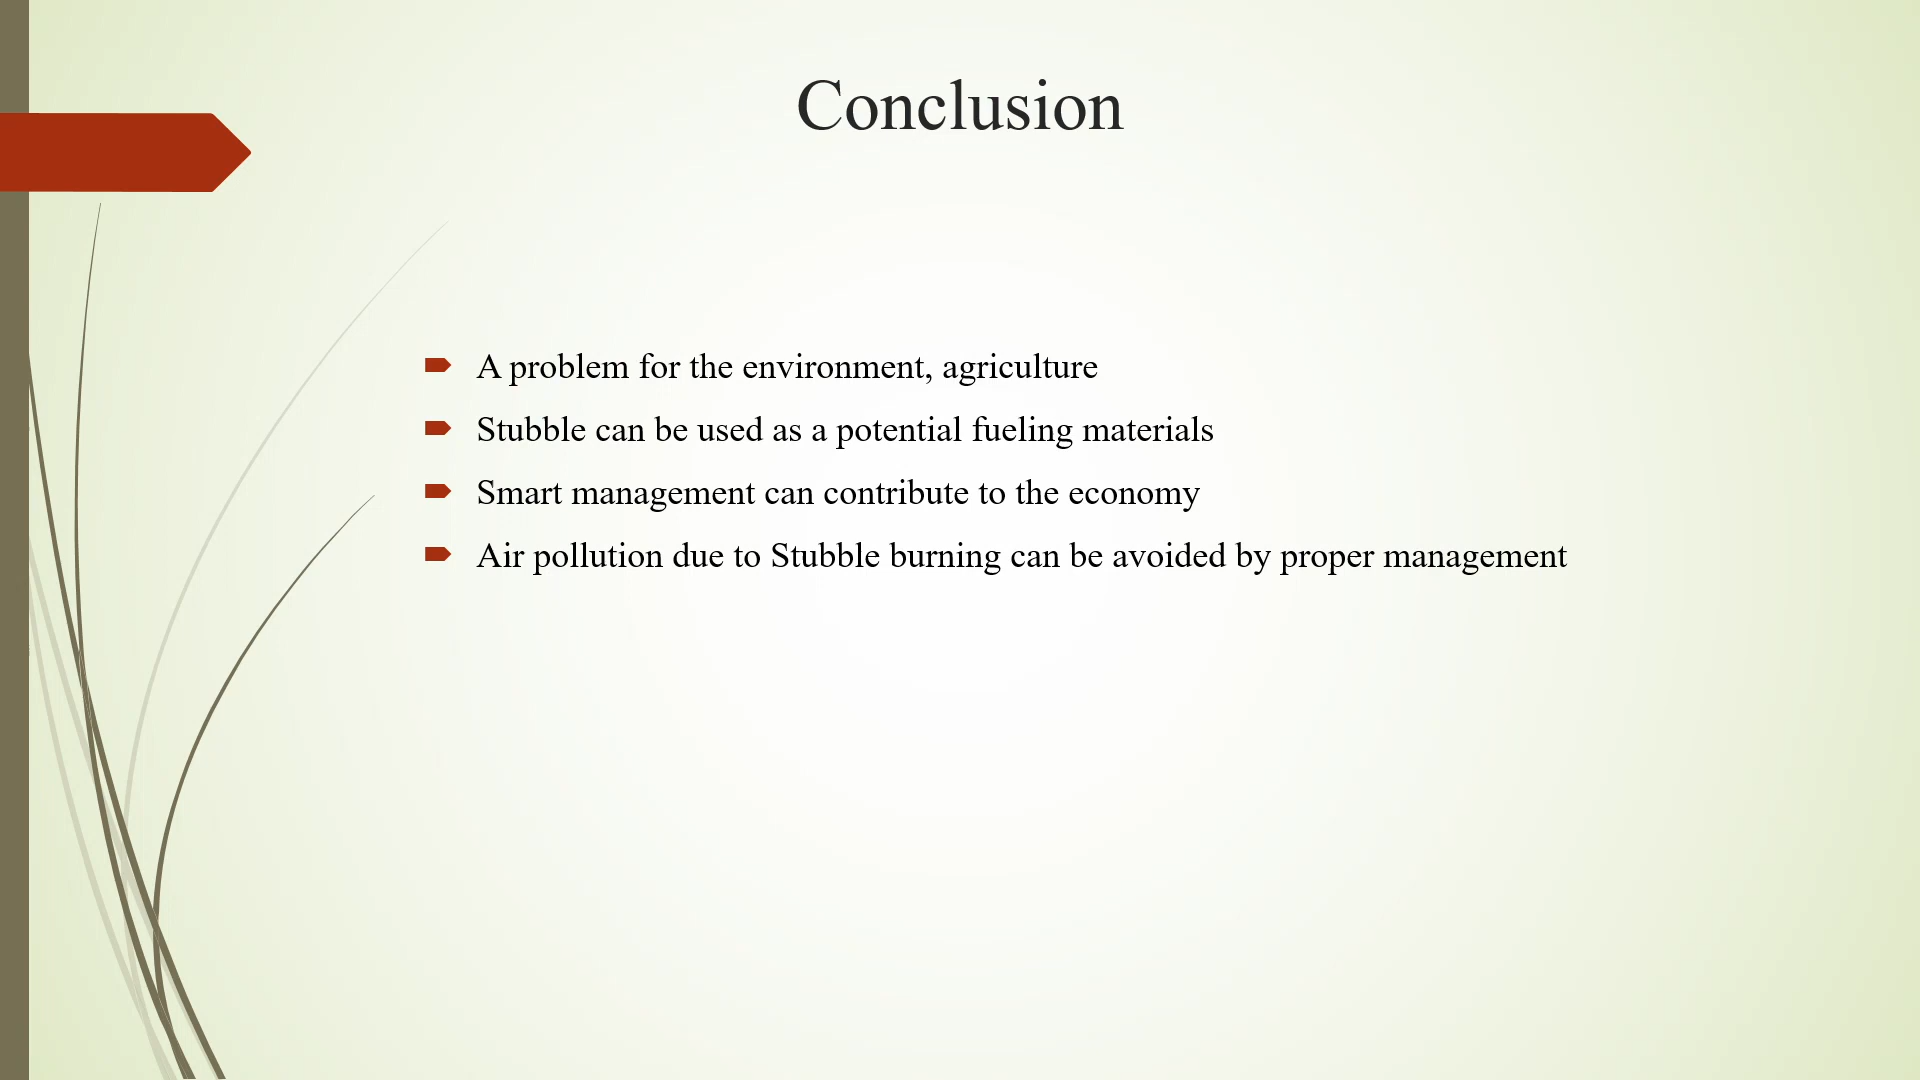 Conclusion
A problem for the environment, agriculture
Stubble can be used as a potential fueling materials
Smart management can contribute to the economy
Air pollution due to Stubble burning can be avoided by proper management